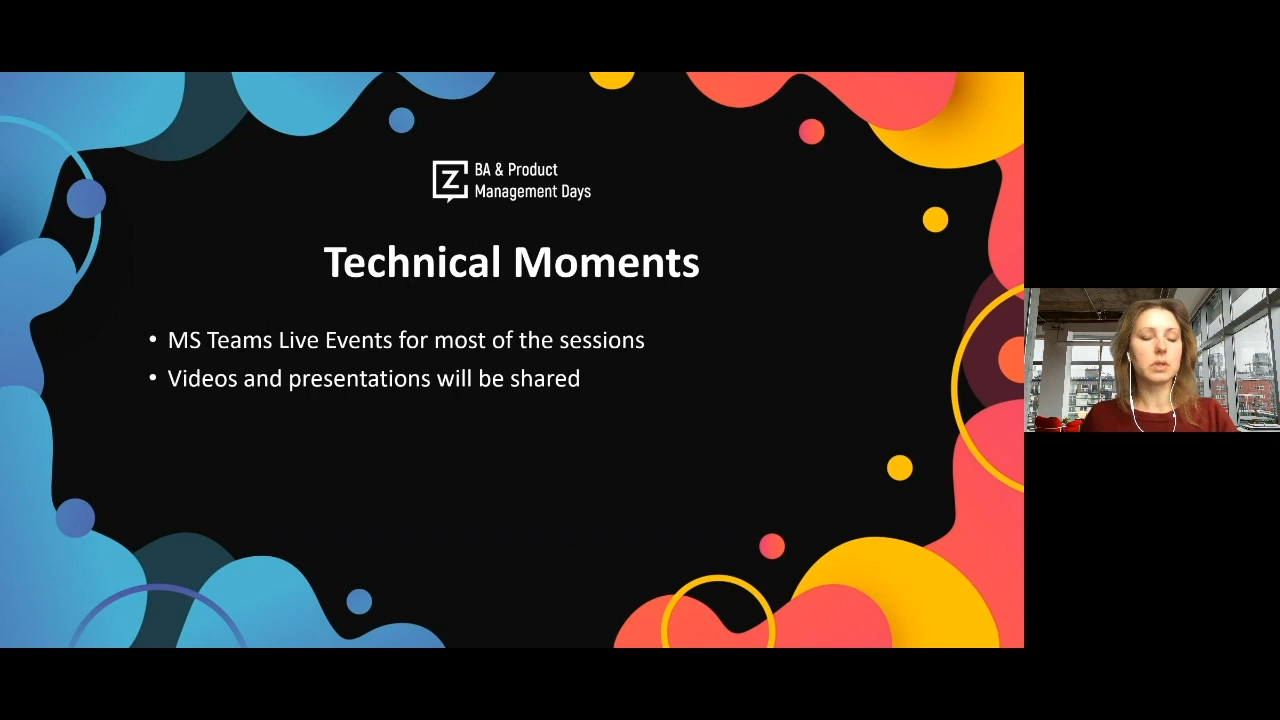 Z BA & Product
Management Days
Technical Moments
• MS Teams Live Events for most of the sessions
• Videos and presentations will be shared